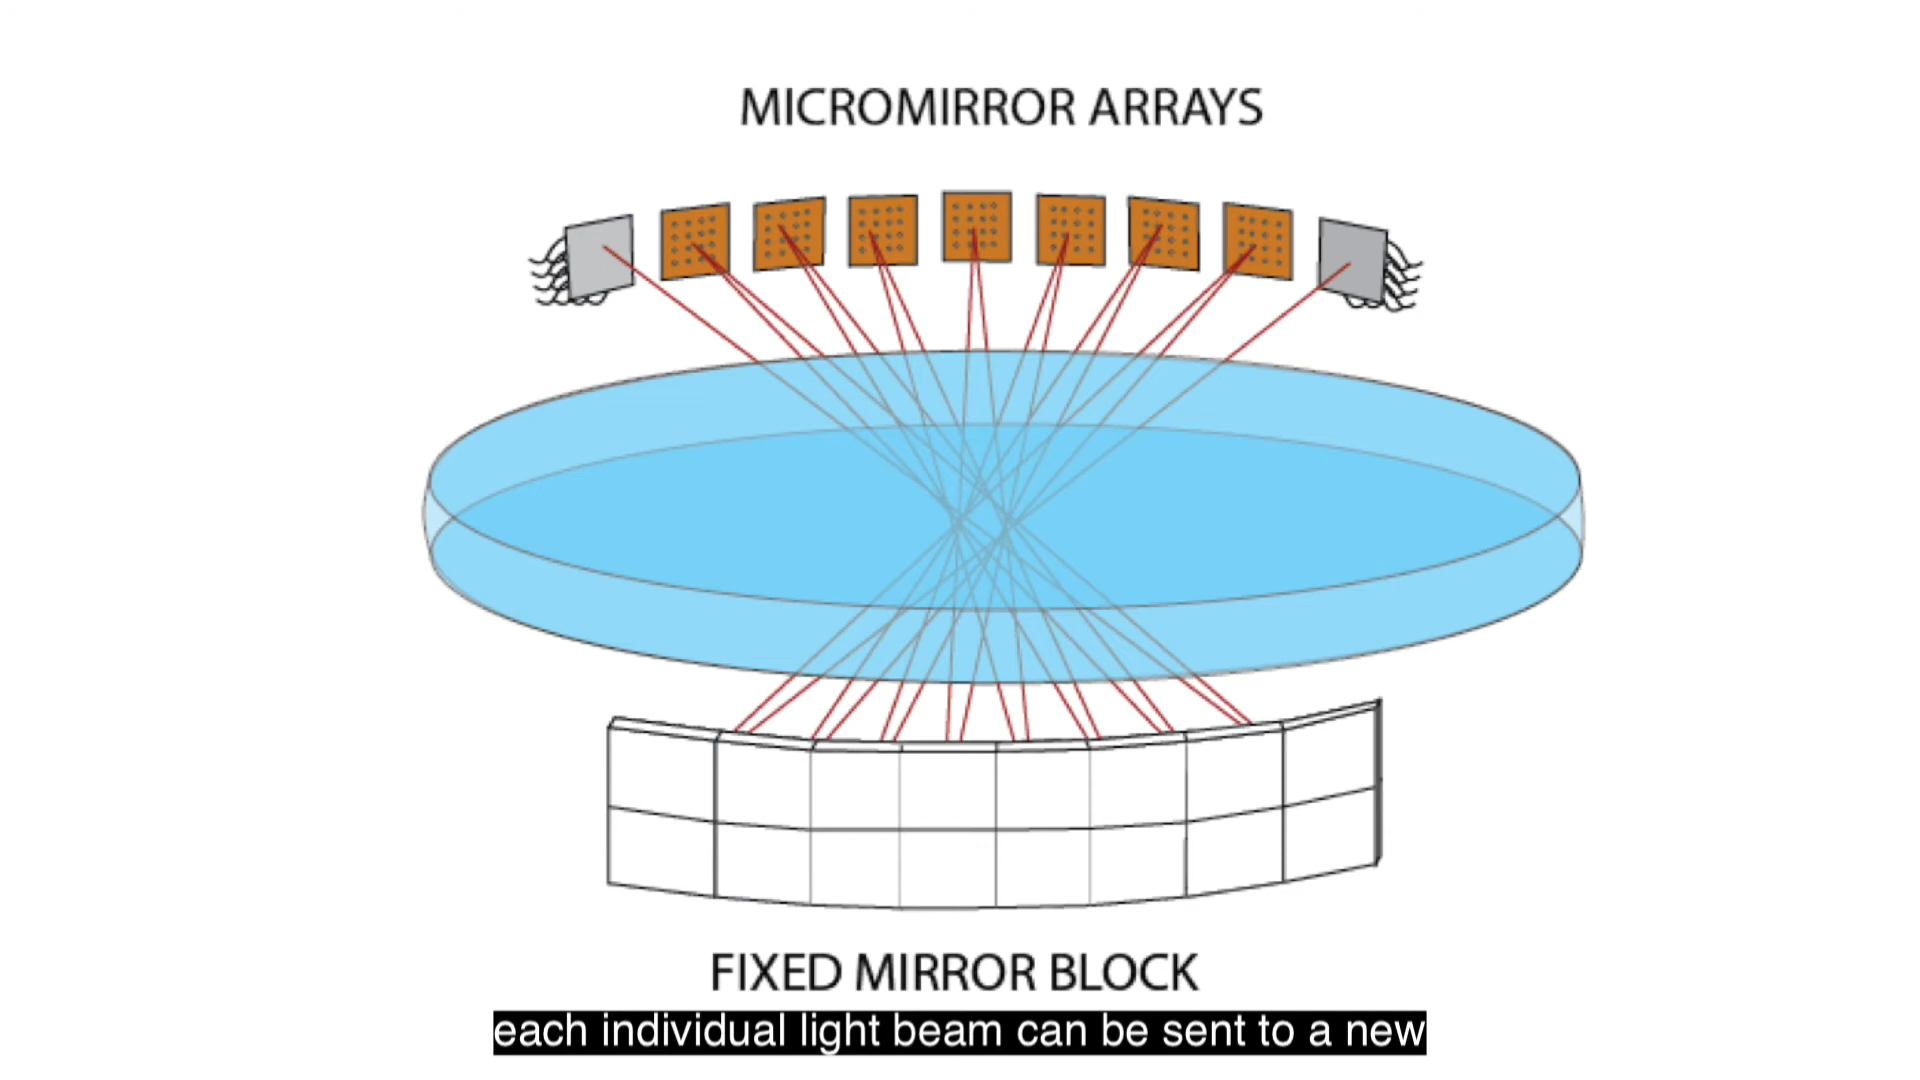 MICROMIRROR ARRAYS
FIXED MIRROR BLOCK
each individual light beam can be sent to a new